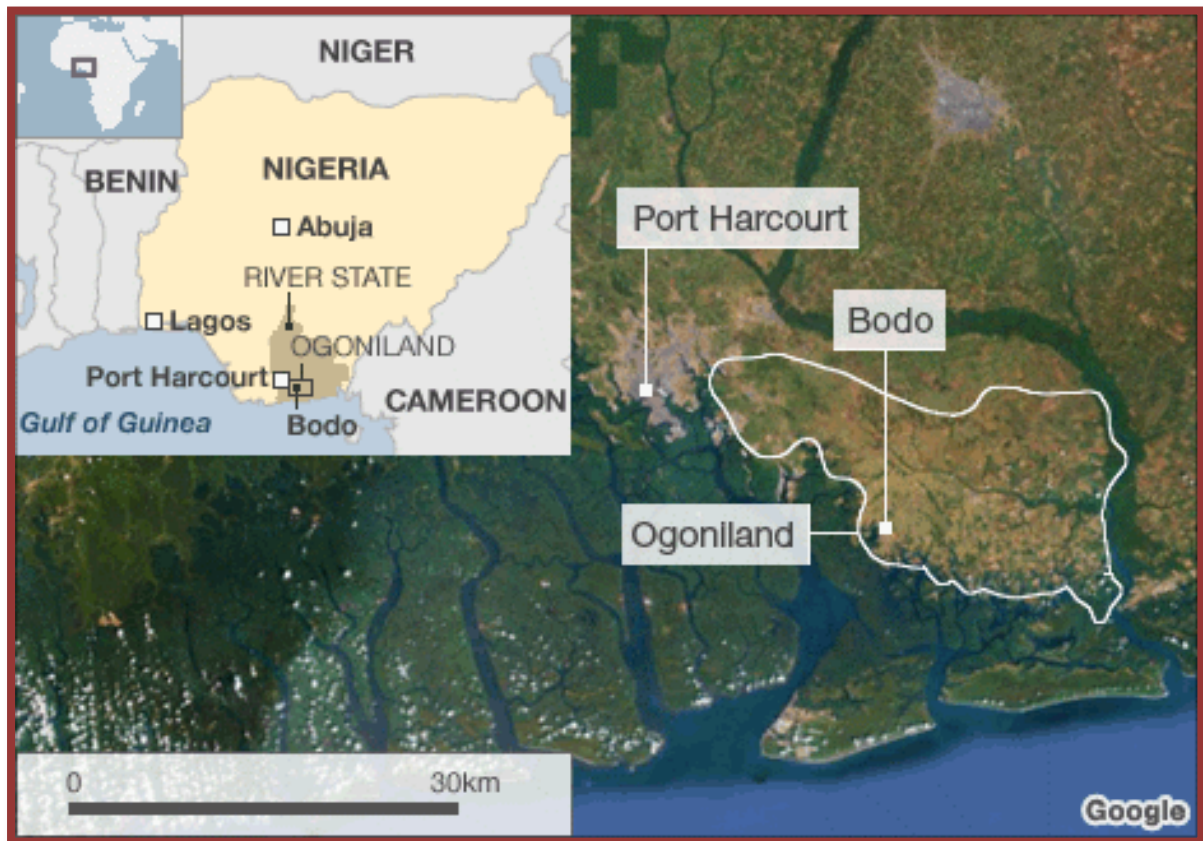 NIGER
BENIN
NIGERIA
Abuja
RIVER STATE
Lagos
OGONILAND
Port Harcourt
CAMEROON
Gulf of Guinea
Bodo
Port Harcourt
Bodo
Ogoniland
0 30km
Google